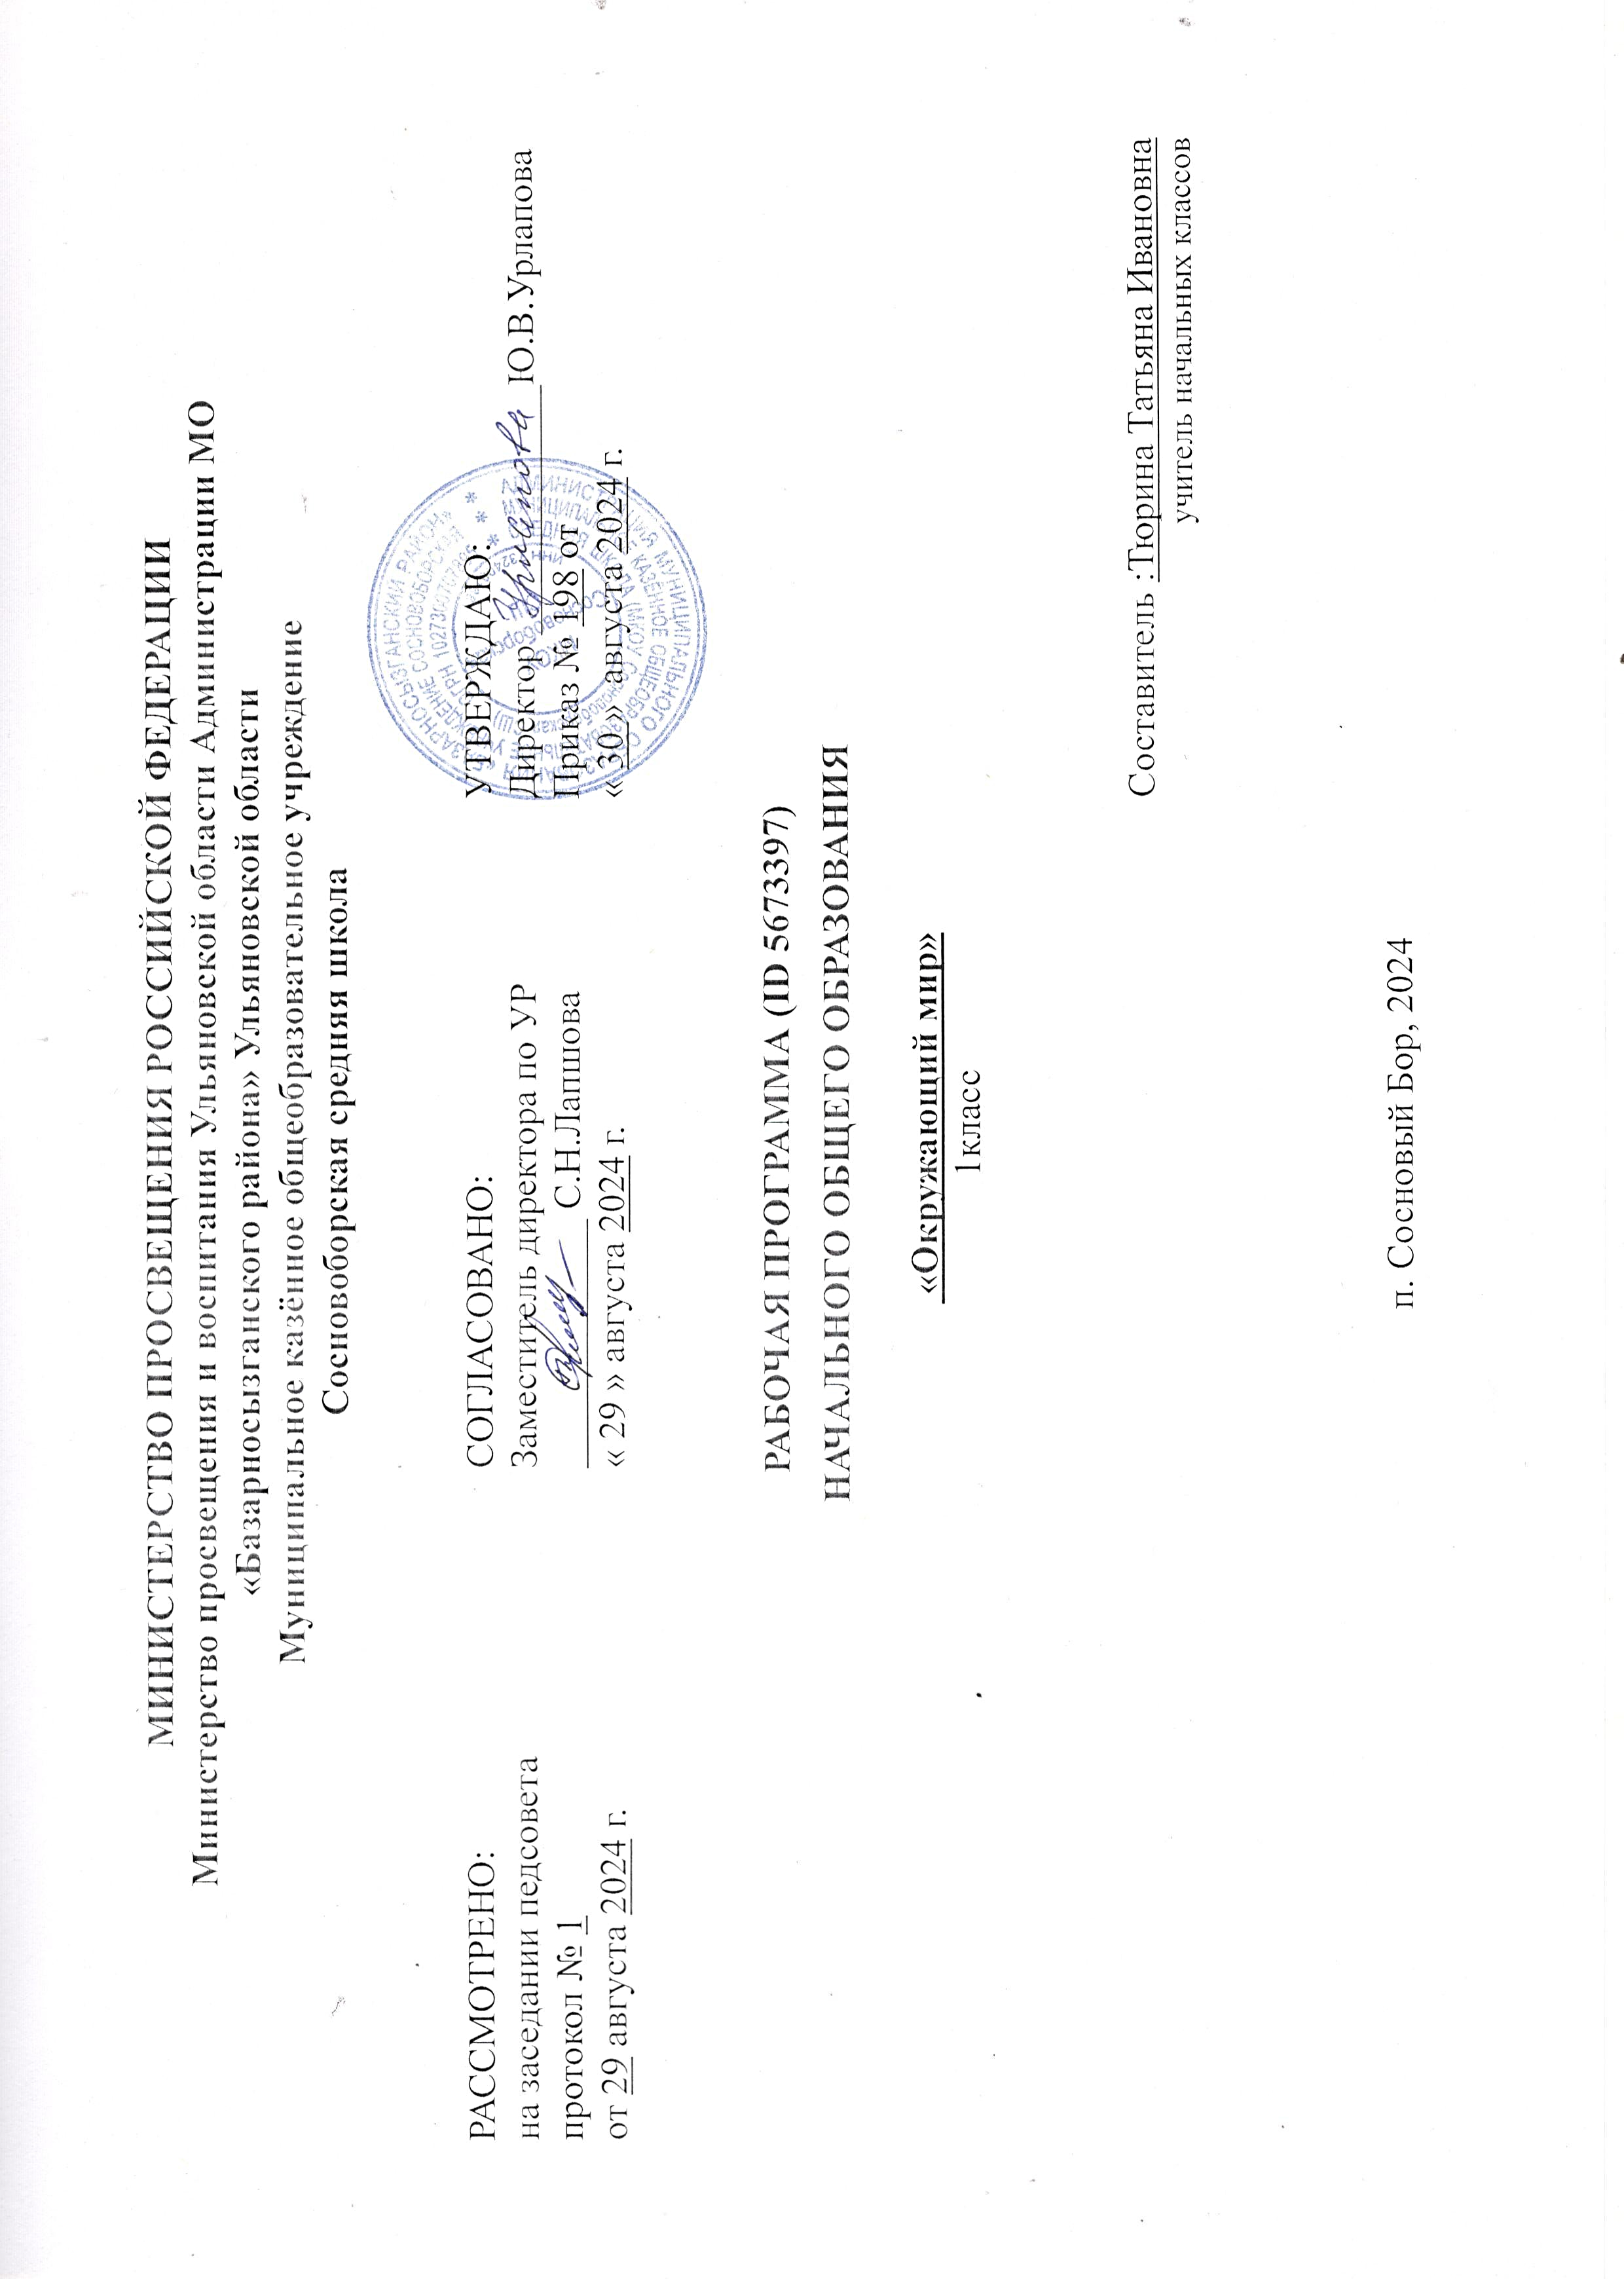 МИНИСТЕРСТВО ПРОСВЕЩЕНИЯ РОССИЙСКОЙ ФЕДЕРАЦИИ
Министерство просвещения и воспитания Ульяновской области Администрации МО
«Базарносызганского района» Ульяновской области
Муниципальное казённое общеобразовательное учреждение
Сосновоборская средняя школа
РАССМОТРЕНО:
на заседании педсовета
протокол № 1
от 29 августа 2024 г.
СОГЛАСОВАНО:
Заместитель директора по УР
С.Н.Лапшова
« 29 » августа 2024 г.
УТВЕРЖДАЮ:
Директор Урлапова Ю.В.Урлапова
Приказ № 198 от
« 30 » августа 2024 г.
РАБОЧАЯ ПРОГРАММА (ID 5673397)
НАЧАЛЬНОГО ОБЩЕГО ОБРАЗОВАНИЯ
«Окружающий мир»
1класс
Составитель :Тюрина Татьяна Ивановна
учитель начальных классов
п. Сосновый Бор, 2024